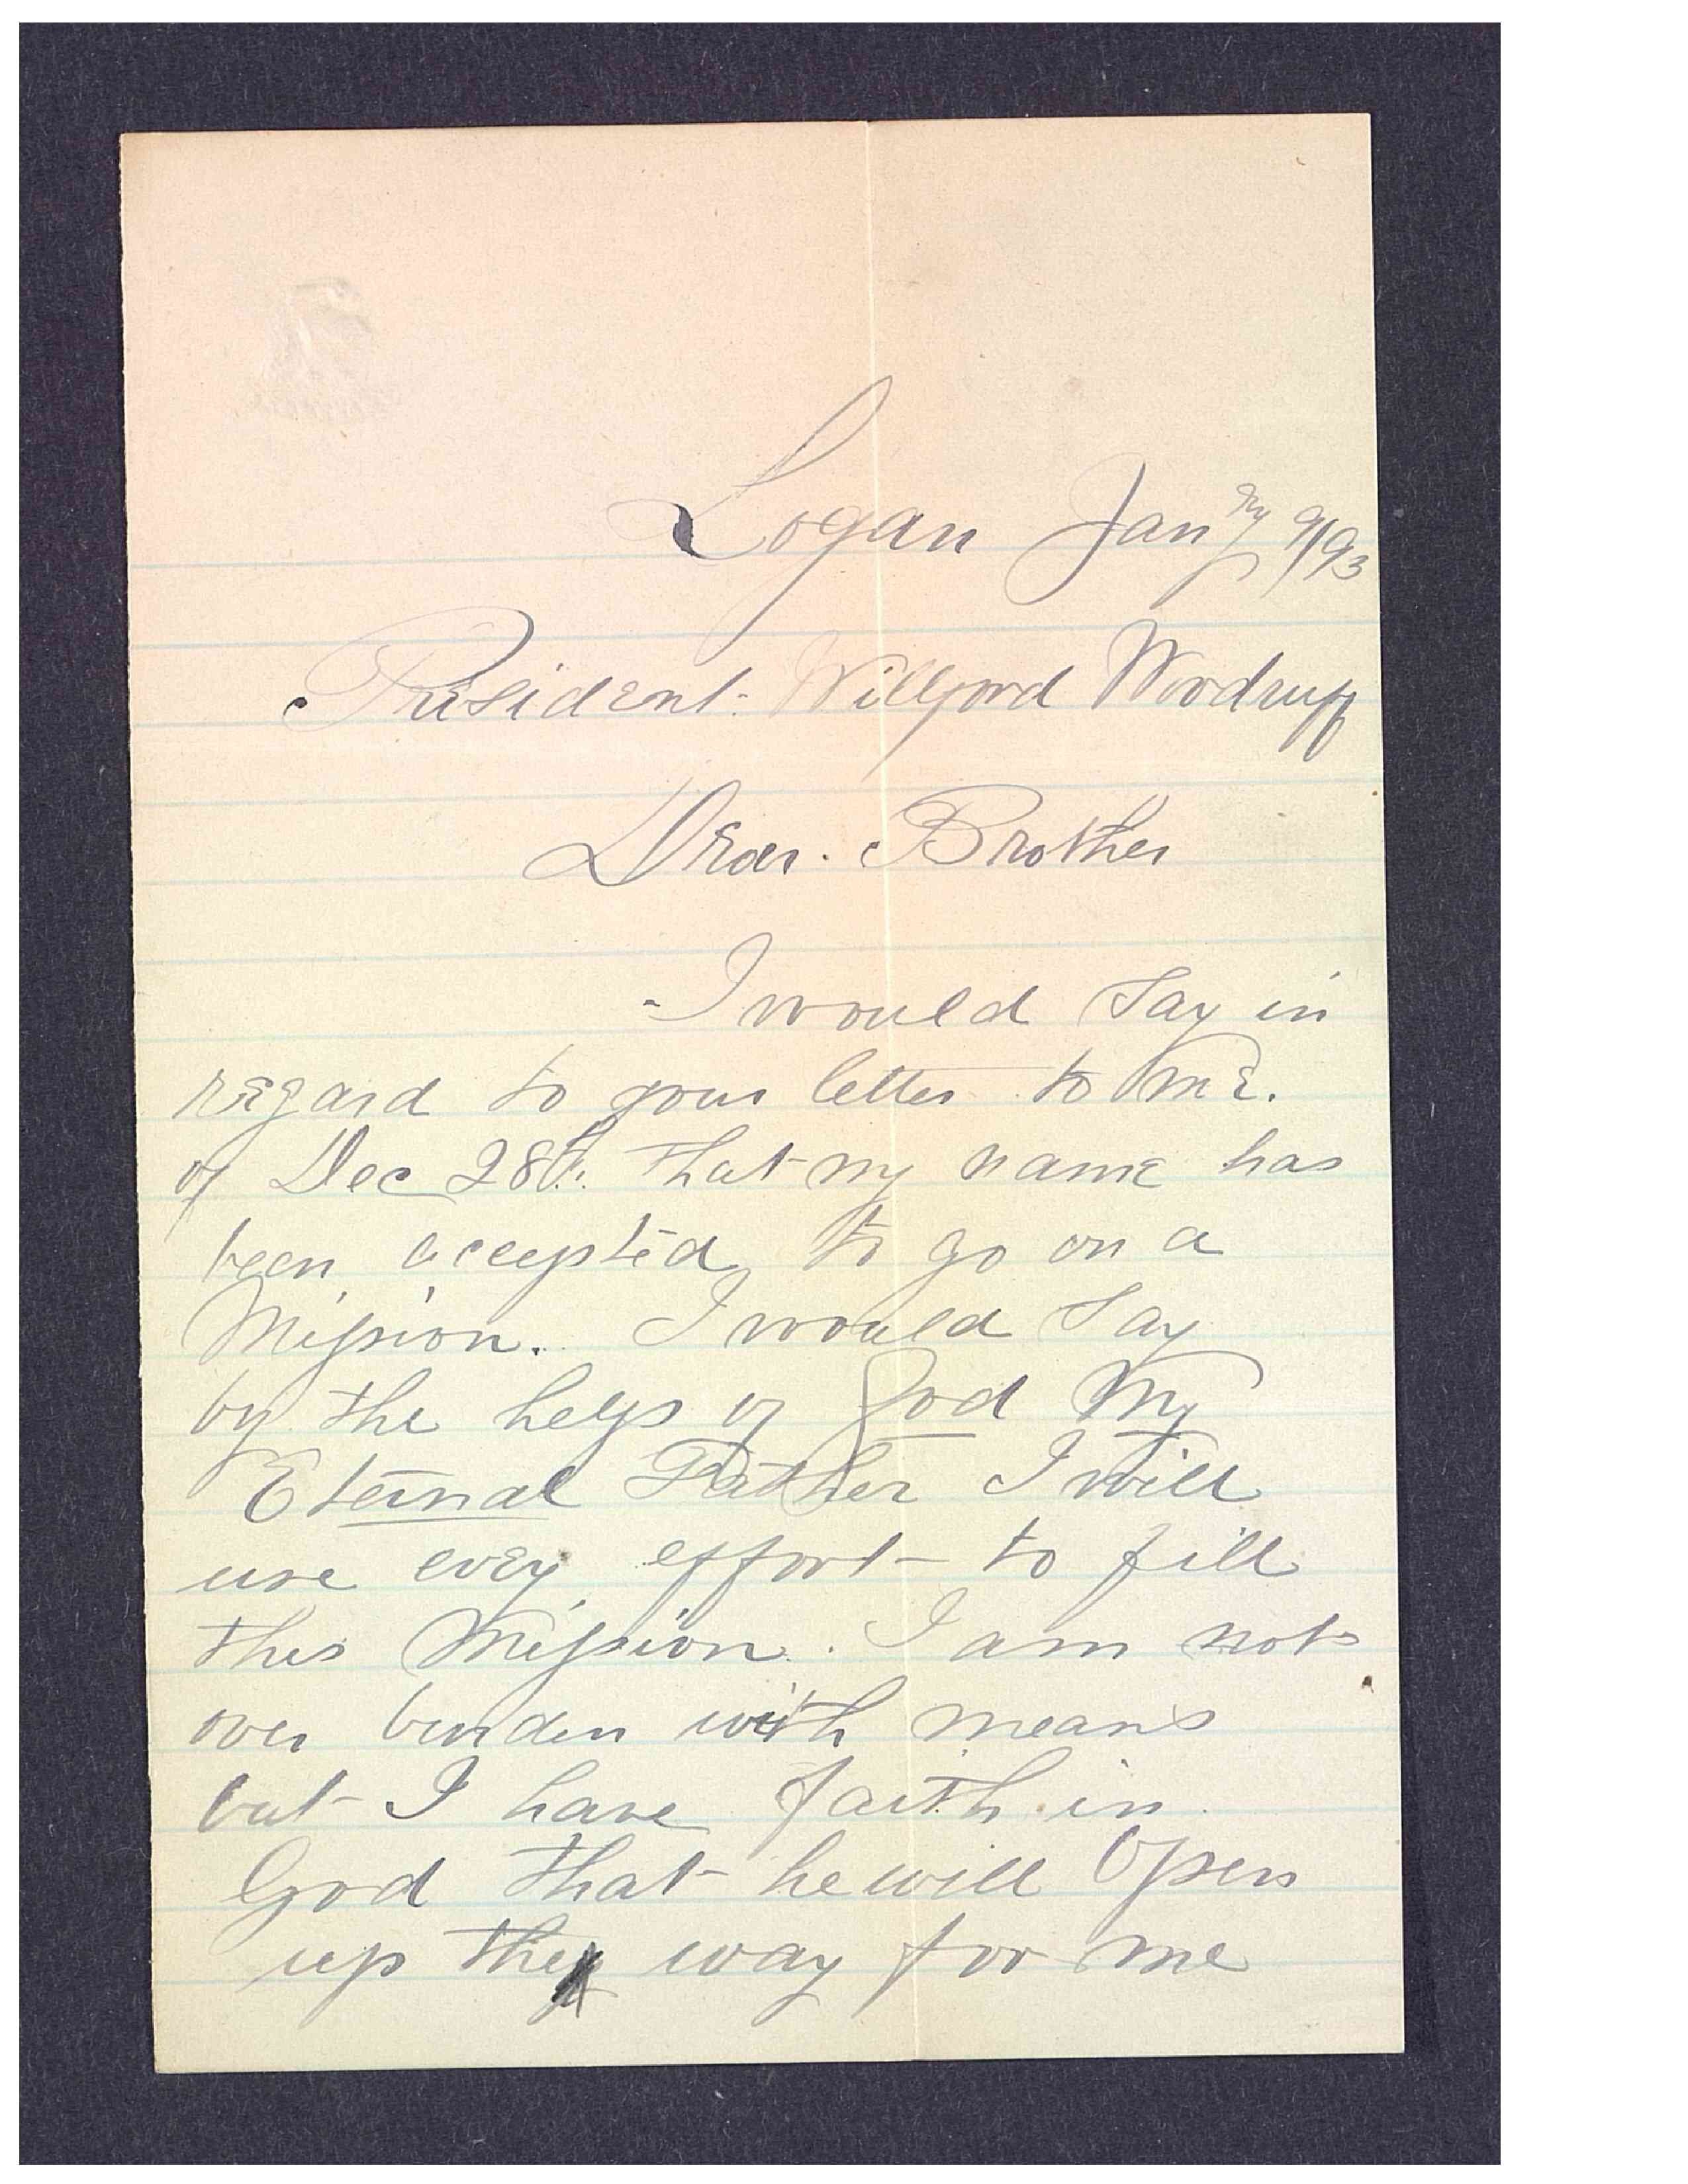 Logan Jan^ry 9/93
President. Willford Woodruff
Dear. Brother
I would Say in
regard to your letter to Me.
of Dec 28th. that my name has
been accepted to go on a
Mission. I would Say
by the help of God My
Eternal Father I will
use evey effort to fill
this Mission. I am not
over burden with means
but I have faith in
God that he will Open
up the way for me